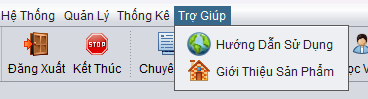 Hệ Thống Quản Lý Thống Kê Trợ Giúp
Hướng Dẫn Sử Dụng
Giới Thiệu Sản Phẩm
STOP
Đăng Xuất Kết Thúc Chuyê